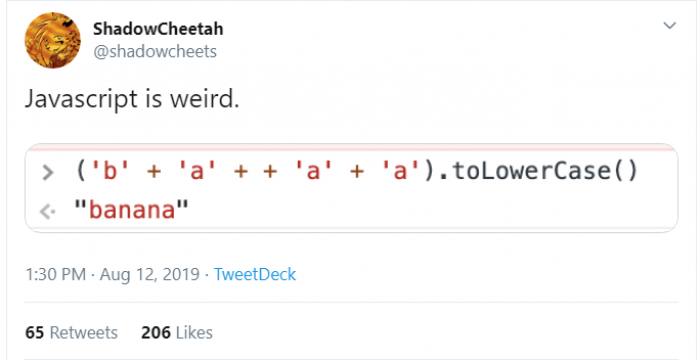 ShadowCheetah
@shadowcheets
Javascript is weird.
> ('b' + 'a' + + 'a' + 'a').toLowerCase()
<· "banana"
1:30 PM · Aug 12, 2019 · TweetDeck
65 Retweets 206 Likes